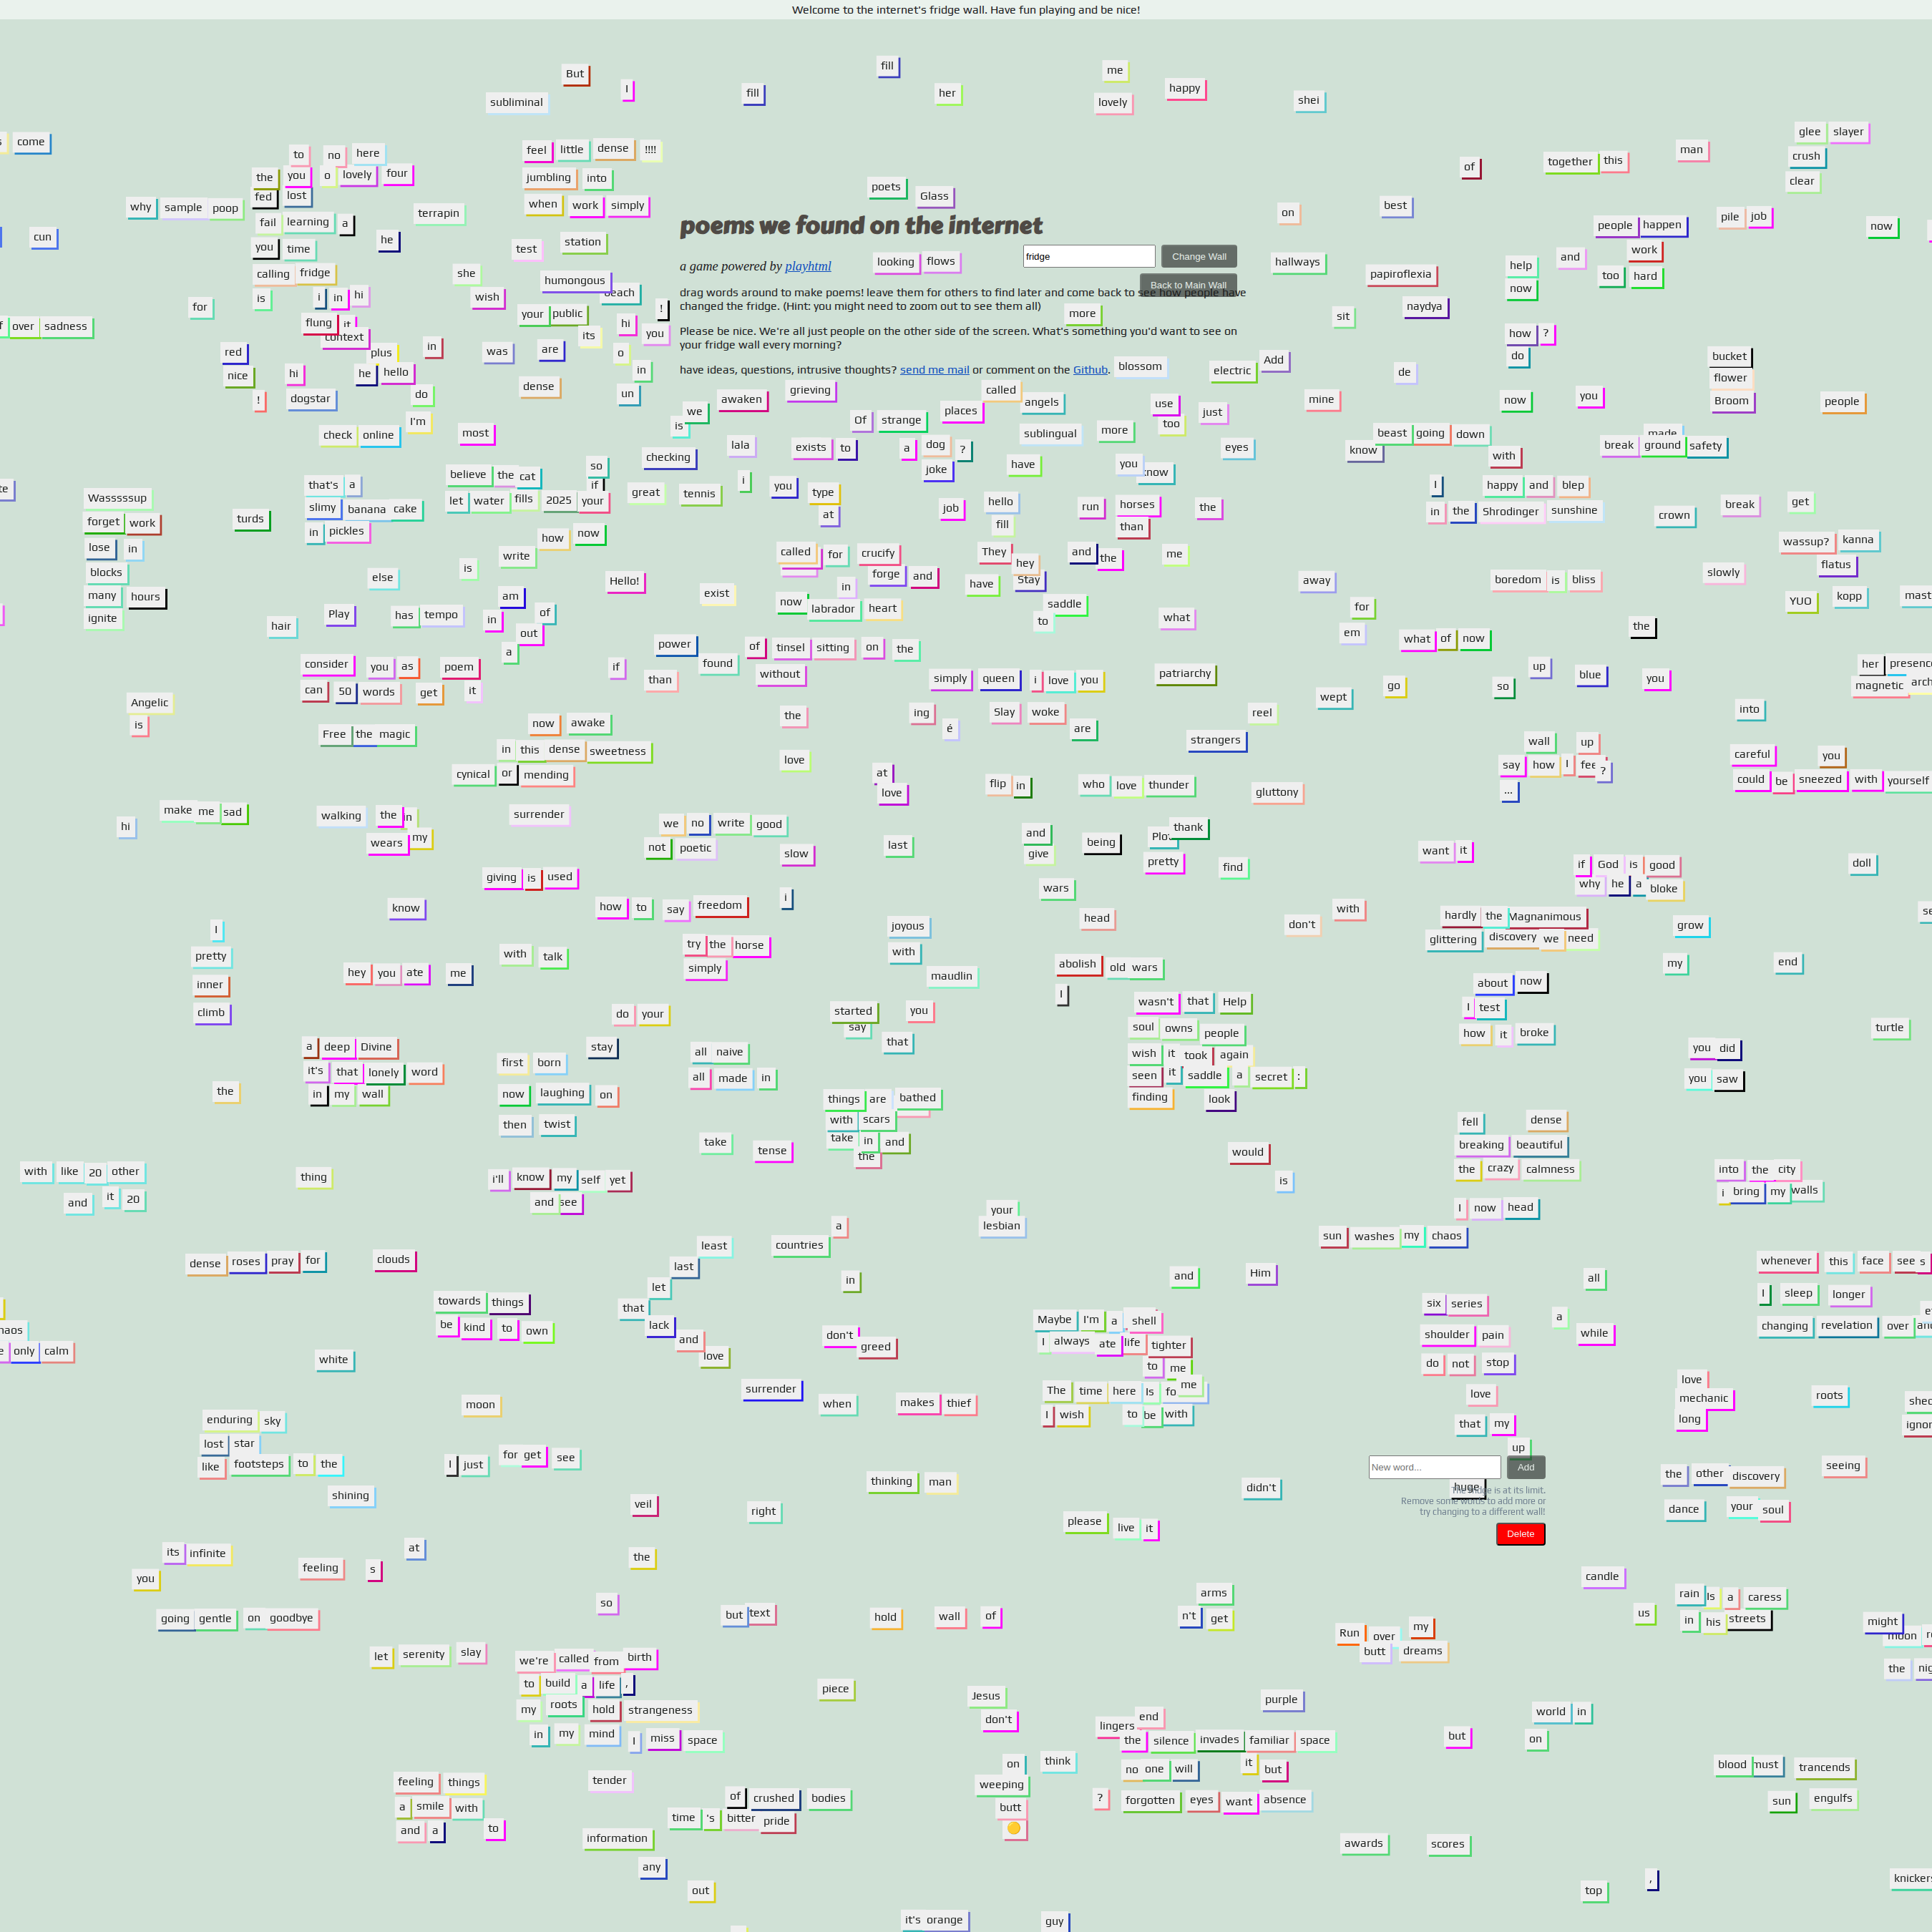 Welcome to the internet's fridge wall. Have fun playing and be nice!
But I fill fill her me lovely happy shei
subliminal
come
to no here
the you o lovely four
fed lost
why sample poop
fail learning a
you time he
calling fridge
is i in hi
for
flung it
context
over sadness
cun
terrapin
she
wish
red
nice
hi
plus in
he hello
! dogstar do
I'm
check online
most
feel little dense !!!!
jumbling into
when work simply
test station
humongous
beach
your public !
its hi you
was are o
in
dense un
poets Glass
poems we found on the internet
a game powered by playhtml
looking flows
fridge Change Wall
Back to Main Wall
drag words around to make poems! leave them for others to find later and come back to see how people have
changed the fridge. (Hint: you might need to zoom out to see them all)
more
Please be nice. We're all just people on the other side of the screen. What's something you'd want to see on
your fridge wall every morning?
have ideas, questions, intrusive thoughts? send me mail or comment on the Github.
blossom electric Add
of together this man
glee slayer
crush
clear
on best
hallways
people happen
pile job
now
work
and
too hard
help
now
papiroflexia
naydya
sit
how ?
do
de
mine
now you
bucket
flower
Broom
people
we awaken grieving called
angels
is
Of strange places
use just
too
sublingual more
lala exists to a dog ?
joke have you know
eyes
checking
beast going down
know with
made
break ground safety
believe the cat
so
if
let water fills 2025 your
great tennis i you type
at
that's a
slimy banana cake
in pickles
Wasssssup
forget work
lose in
blocks
many hours
ignite
turds
how now
write
is
else
job hello run horses the
fill than
I happy and blep
in the Shrodinger sunshine
crown break get
wassup? kanna
flatus
slowly
YUO kopp
called for crucify
They hey and the me
in forge and have Stay
now labrador heart
saddle
to
what
away
for
em
boredom is bliss
what of now
the
Hello!
exist
am
in of
out
a
hair Play has tempo
power of tinsel sitting on the
found
without
if than
consider you as poem
can 50 words get it
simply queen i love you
patriarchy
wept go so up blue you
her presence
magnetic
into
Angelic
is
Free the magic
now awake
in this dense sweetness
cynical or mending
the
love
ing é Slay woke are
reel
strangers
wall up
say how I ?
...
careful you
could be sneezed with yourself
at
love
flip in who love thunder
gluttony
make me sad
hi
walking the in
wears my
surrender
we no write good
not poetic
slow last
and
give being
thank
pretty find
want it
if God is good
why he a bloke
doll
giving is used
know
how to say freedom i
wars
head
don't with
hardly the Magnanimous
glittering discovery we need
grow
my end
I
pretty
inner
climb
hey you ate me
with talk
try the horse
simply
joyous
with
maudlin
abolish old wars
I
wasn't that Help
soul owns people
wish it took again
seen it saddle a secret :
finding look
about now
I test
how it broke
turtle
you did
you saw
started
say you
that
do your
stay
a deep Divine
it's that lonely word
in my wall
the
first born
now laughing on
then twist
all naive
all made in
things are bathed
with scars
take in and
the
take tense
would
is
fell dense
breaking beautiful
the crazy calmness
I now head
into the city
i bring my walls
with like 20 other
and it 20
thing
i'll know my self yet
and see
your
lesbian
a
countries
least
last
let
that
lack
and
love
sun washes my chaos
dense roses pray for
clouds
towards things
be kind to own
in
and Him
all
a
while
whenever this face see s
I sleep longer
changing revelation over
don't
greed
Maybe I'm a shell
I always ate life tighter
to me
The time here Is me
I wish to be with
six series
shoulder pain
do not stop
love
that my
up
only calm
white
surrender
when makes thief
moon
love
mechanic
long
roots
enduring sky
lost star
like footsteps to the
shining
I just for get see
thinking man
didn't
New word... Add
huge
The fridge is at its limit.
Remove some words to add more or
try changing to a different wall!
Delete
the other discovery
dance your soul
seeing
veil right
please live it
its infinite
you
feeling s at
the
going gentle on goodbye
so
but text
hold wall of
arms
n't get
candle
us
rain Is a caress
in his streets
Run over my
butt dreams
might
moon
the
let serenity slay
we're called from birth
to build a life ,
my roots hold strangeness
in my mind I miss space
piece
Jesus
don't
purple
end
lingers
the silence invades familiar space
no one will it but
? forgotten eyes want absence
but
world in
on
on think
weeping
butt
blood must trancends
sun engulfs
feeling things
a smile with
and a to
tender
of crushed bodies
time 's bitter pride
information
any
out
awards scores
top ,
it's orange guy